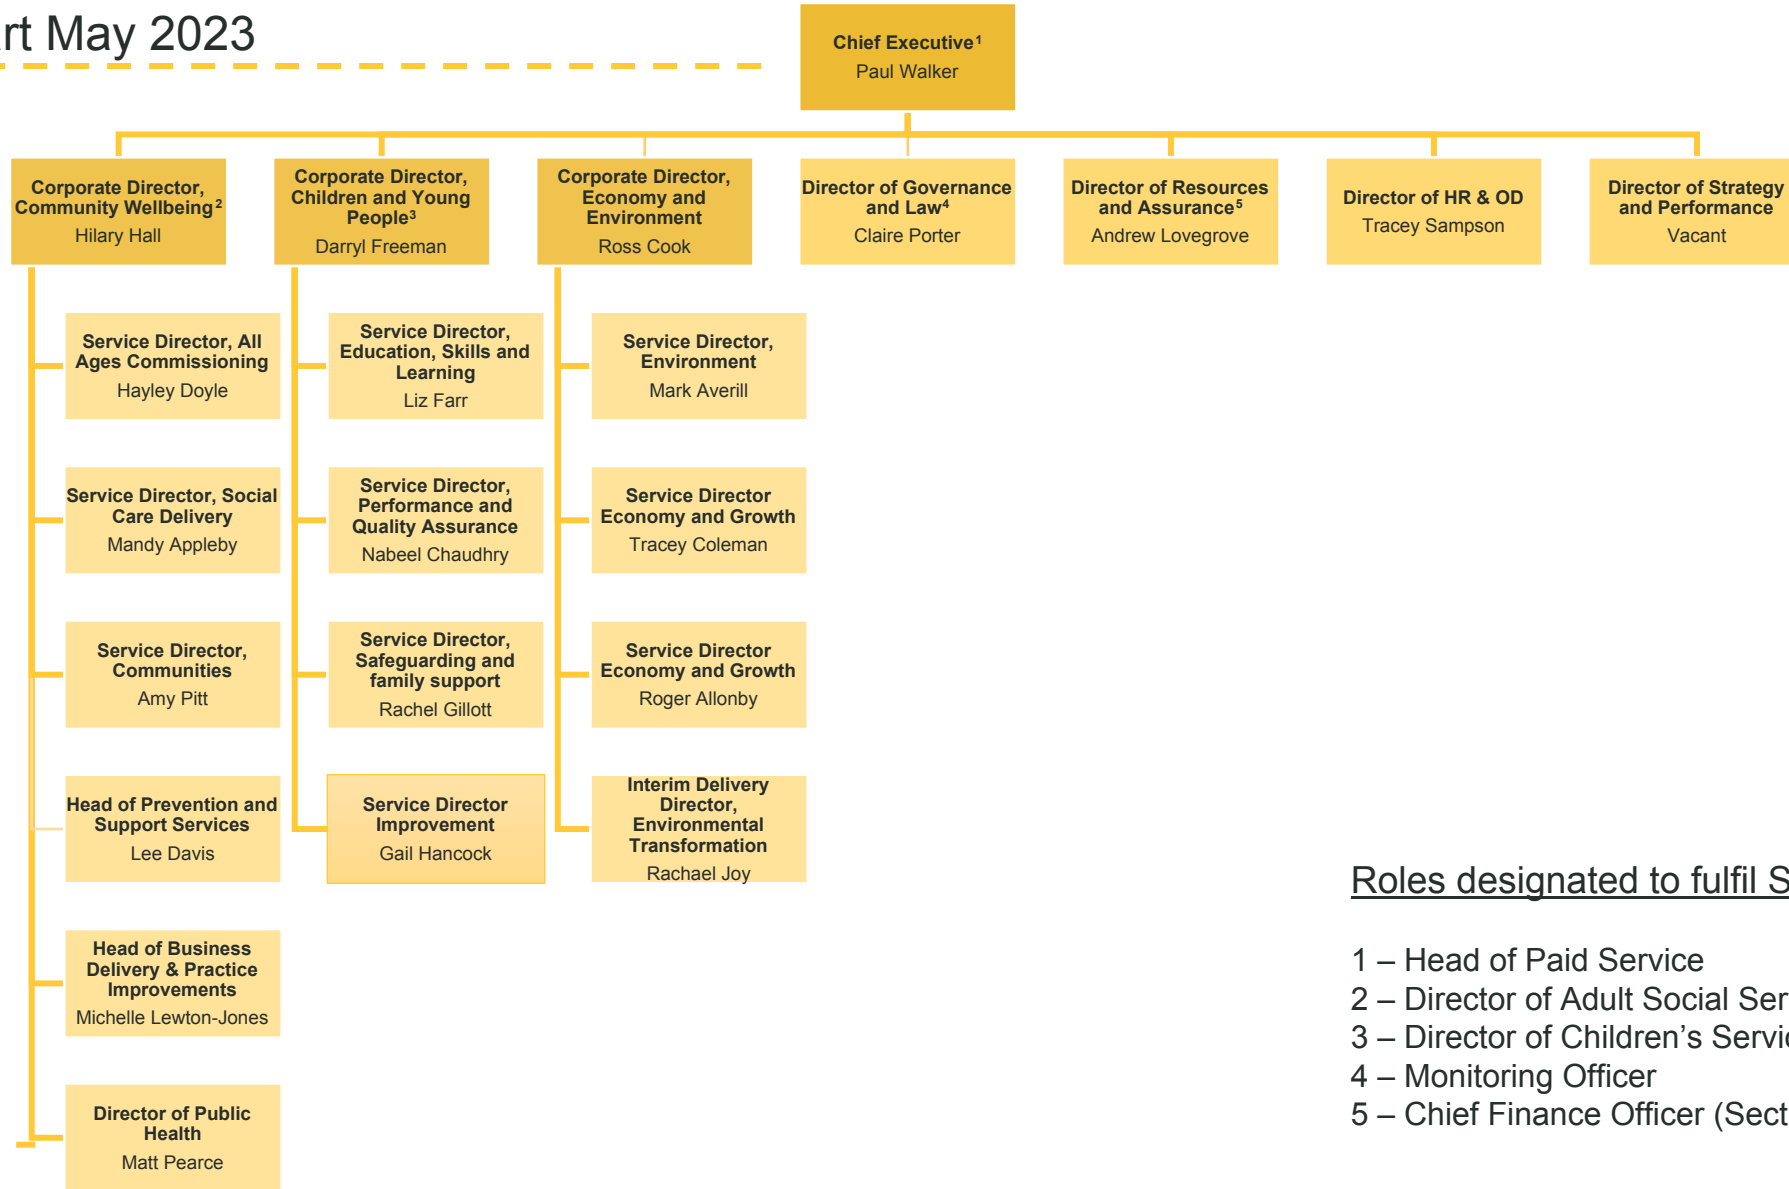 rt May 2023
Chief Executive¹
Paul Walker
Corporate Director,
Community Wellbeing²
Hilary Hall
Corporate Director,
Children and Young
People³
Darryl Freeman
Corporate Director,
Economy and
Environment
Ross Cook
Director of Governance
and Law⁴
Claire Porter
Director of Resources
and Assurance⁵
Andrew Lovegrove
Director of HR & OD
Tracey Sampson
Director of Strategy
and Performance
Vacant
Service Director, All
Ages Commissioning
Hayley Doyle
Service Director, Social
Care Delivery
Mandy Appleby
Service Director,
Communities
Amy Pitt
Head of Prevention and
Support Services
Lee Davis
Head of Business
Delivery & Practice
Improvements
Michelle Lewton-Jones
Director of Public
Health
Matt Pearce
Service Director,
Education, Skills and
Learning
Liz Farr
Service Director,
Performance and
Quality Assurance
Nabeel Chaudhry
Service Director,
Safeguarding and
family support
Rachel Gillott
Service Director
Improvement
Gail Hancock
Service Director,
Environment
Mark Averill
Service Director
Economy and Growth
Tracey Coleman
Service Director
Economy and Growth
Roger Allonby
Interim Delivery
Director,
Environmental
Transformation
Rachael Joy
Roles designated to fulfil S
1 – Head of Paid Service
2 – Director of Adult Social Ser
3 – Director of Children’s Servi
4 – Monitoring Officer
5 – Chief Finance Officer (Sect